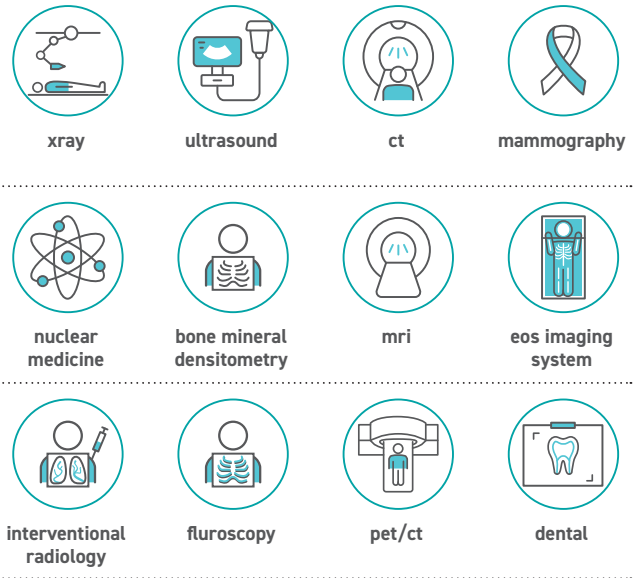 xray
ultrasound
ct
mammography
nuclear
medicine
bone mineral
densitometry
mri
eos imaging
system
interventional
radiology
fluroscopy
pet/ct
dental